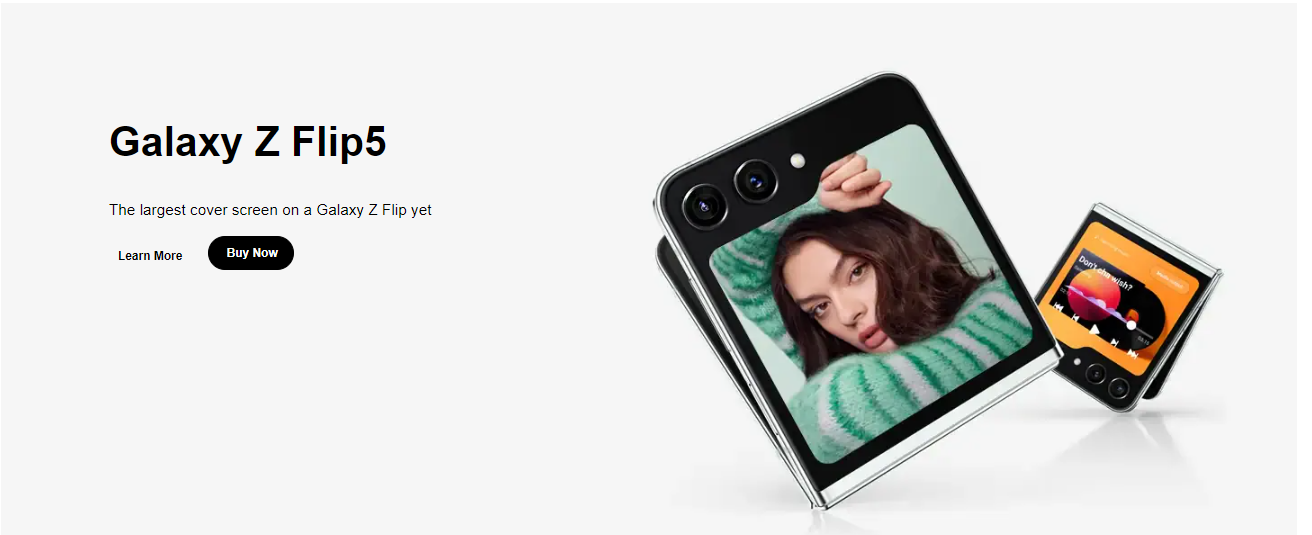 Galaxy Z Flip5
The largest cover screen on a Galaxy Z Flip yet
Learn More
Buy Now
Don't cha wish?